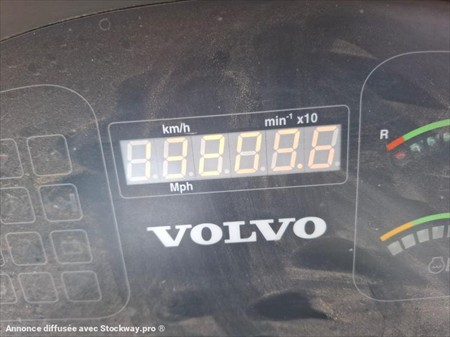 km/h min⁻¹ x10
R
Mph
VOLVO
Annonce diffusée avec Stockway.pro ®